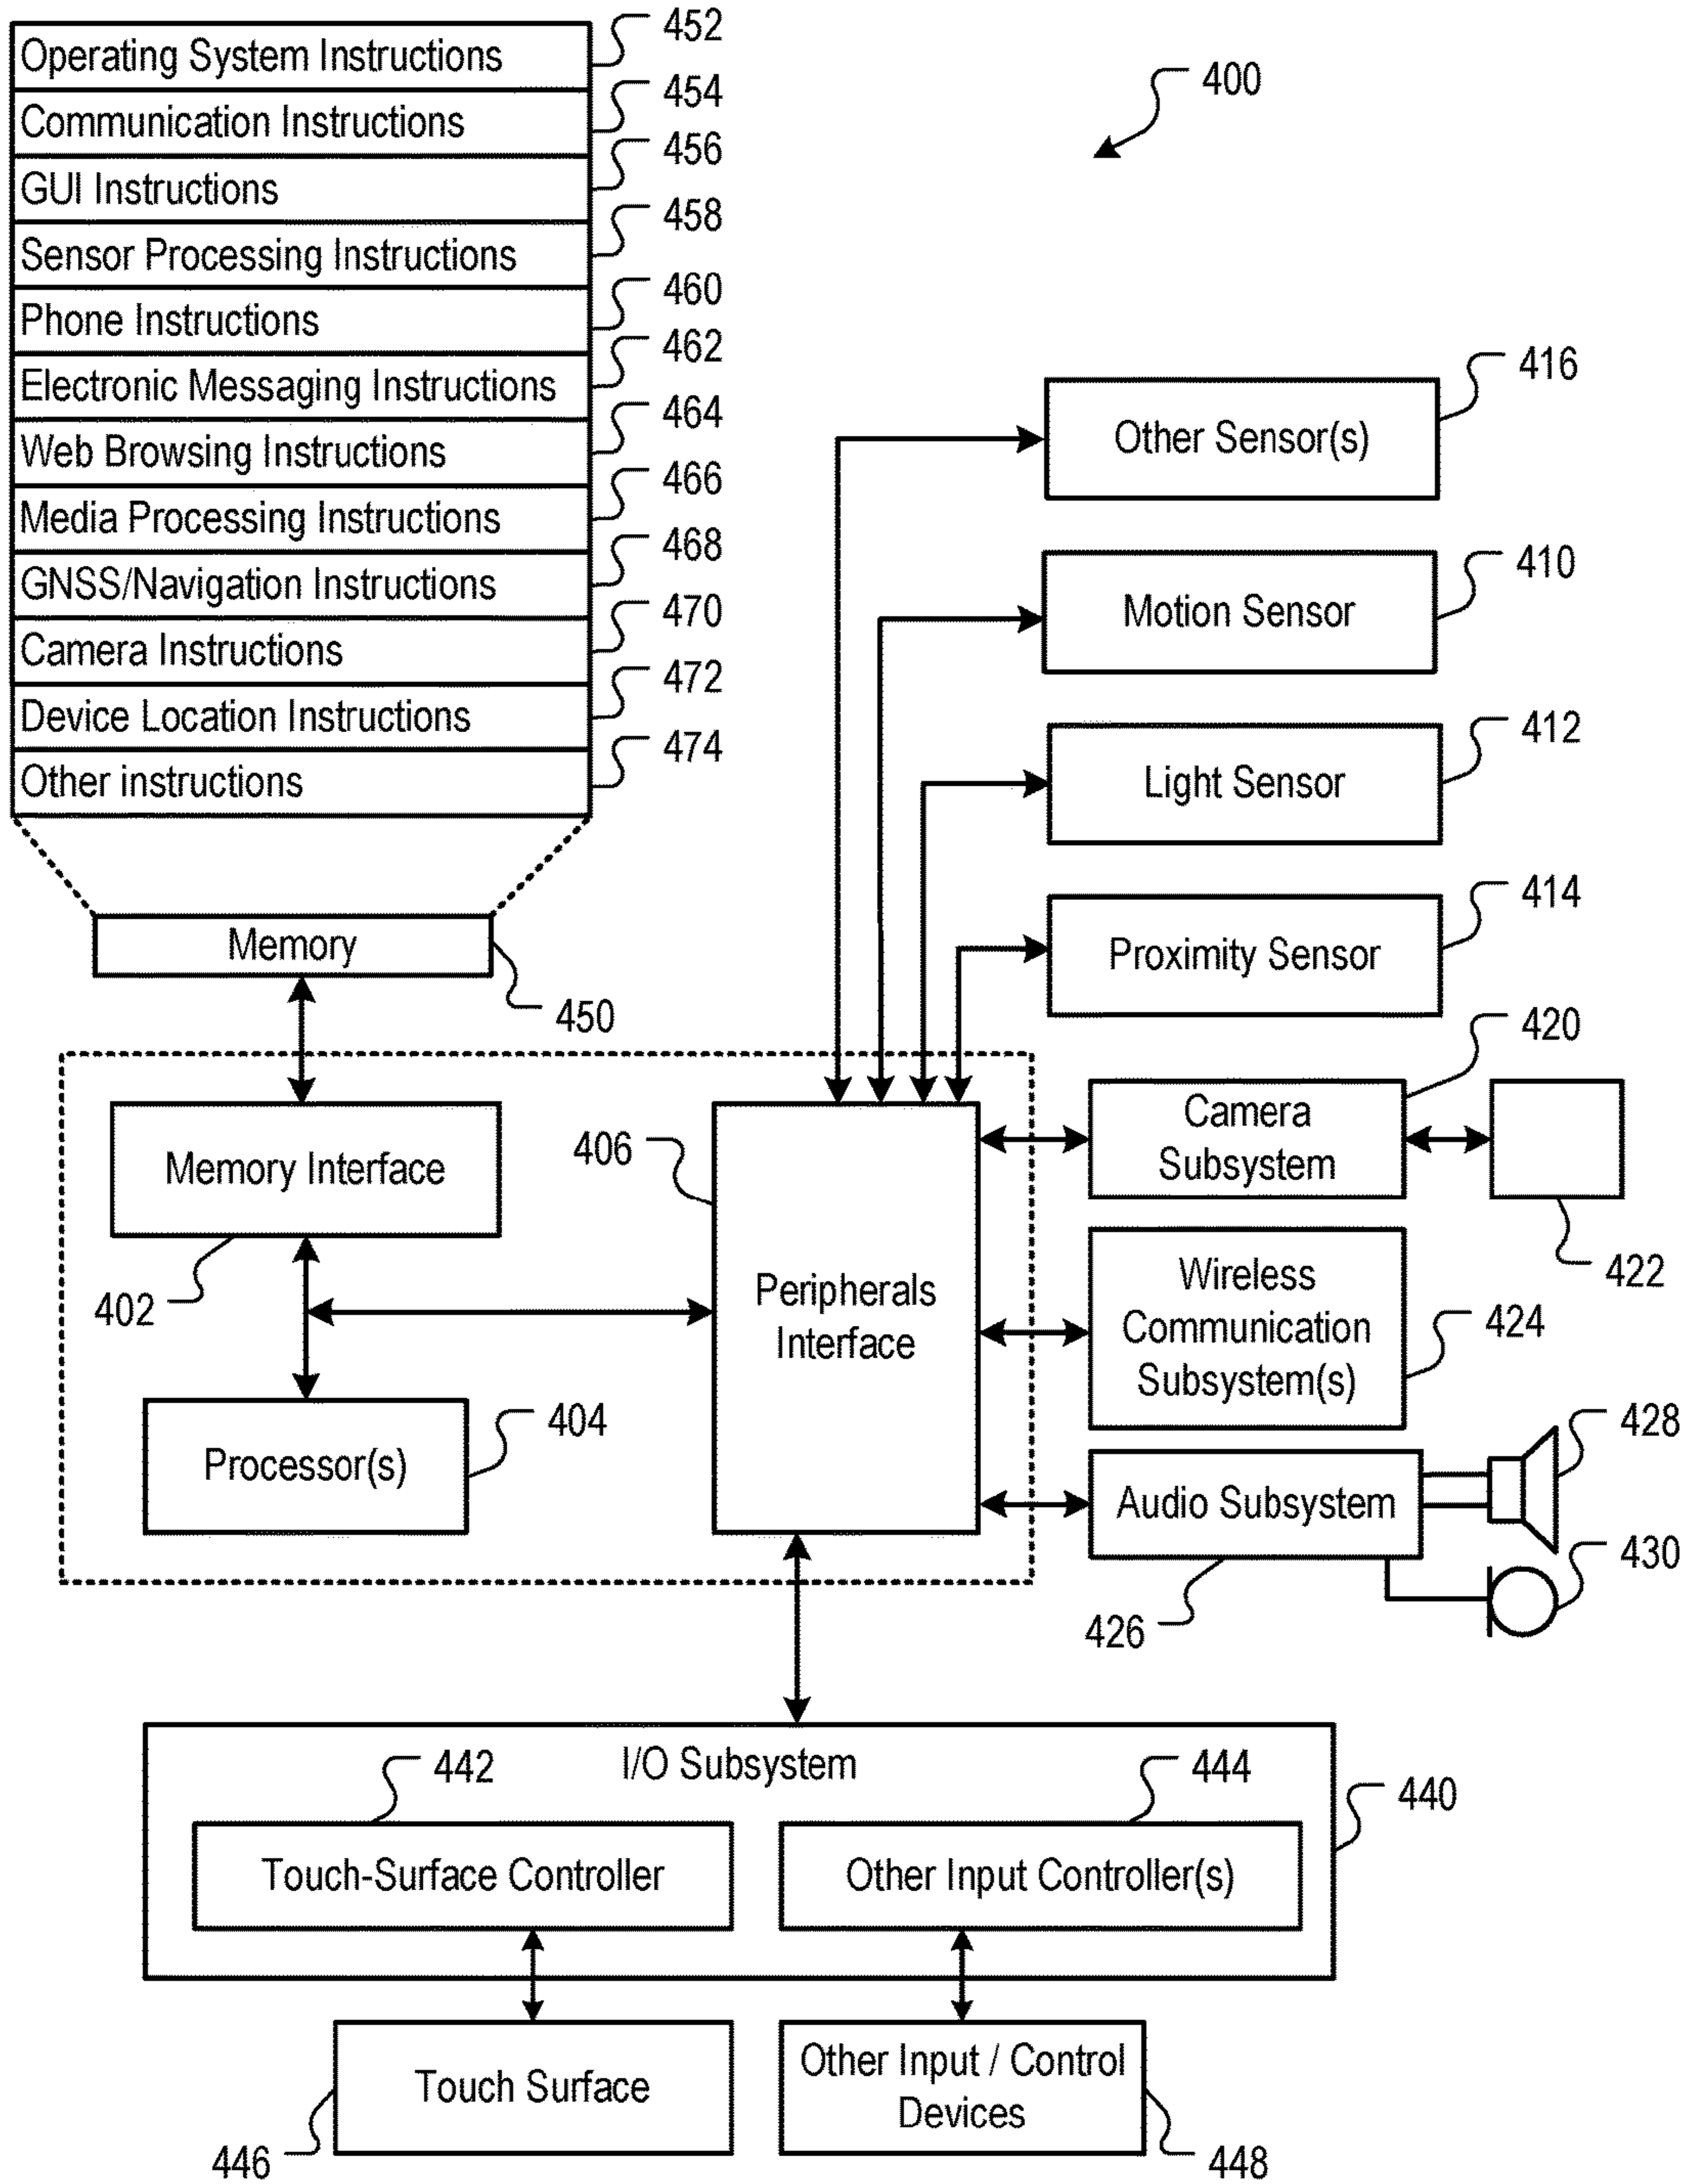 Operating System Instructions
452
Communication Instructions
454
GUI Instructions
456
Sensor Processing Instructions
458
Phone Instructions
460
Electronic Messaging Instructions
462
Web Browsing Instructions
464
Media Processing Instructions
466
GNSS/Navigation Instructions
468
Camera Instructions
470
Device Location Instructions
472
Other instructions
474
400
Other Sensor(s)
416
Motion Sensor
410
Light Sensor
412
Proximity Sensor
414
Memory
450
Memory Interface
402
Processor(s)
404
406
Peripherals
Interface
Camera
Subsystem
420
422
Wireless
Communication
Subsystem(s)
424
Audio Subsystem
426
428
430
I/O Subsystem
440
442
Touch-Surface Controller
444
Other Input Controller(s)
Touch Surface
446
Other Input / Control
Devices
448